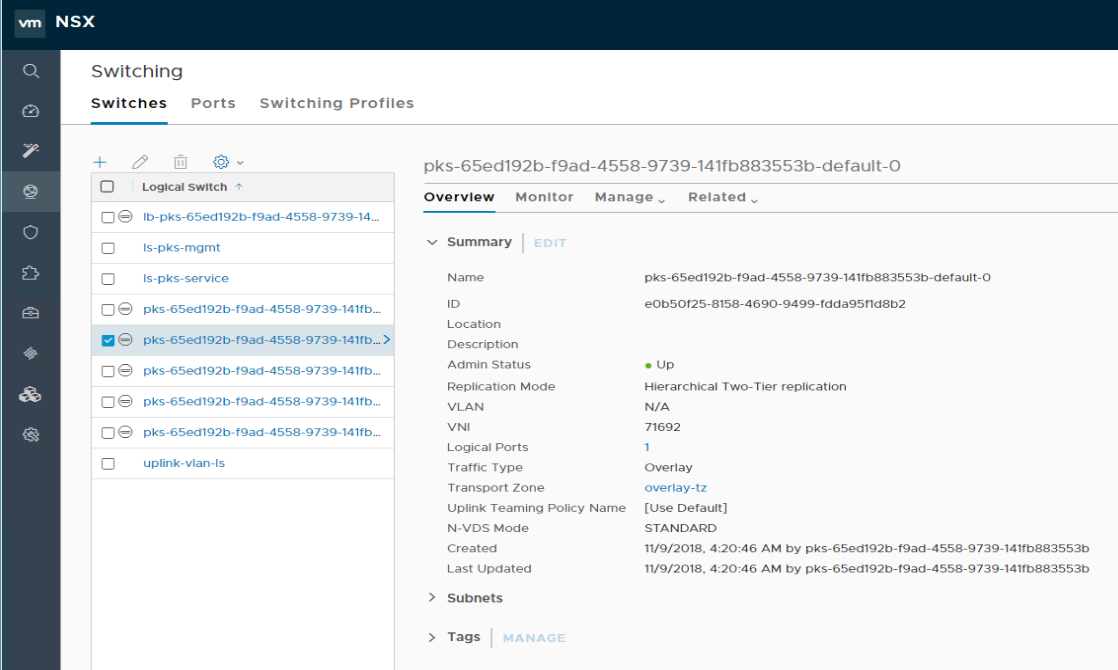 vm NSX
Switching
Switches Ports Switching Profiles
Logical Switch
lb-pks-65ed192b-f9ad-4558-9739-14...
ls-pks-mgmt
ls-pks-service
pks-65ed192b-f9ad-4558-9739-141fb...
pks-65ed192b-f9ad-4558-9739-141fb...
pks-65ed192b-f9ad-4558-9739-141fb...
pks-65ed192b-f9ad-4558-9739-141fb...
pks-65ed192b-f9ad-4558-9739-141fb...
uplink-vlan-ls
pks-65ed192b-f9ad-4558-9739-141fb883553b-default-0
Overview Monitor Manage Related
Summary EDIT
Name pks-65ed192b-f9ad-4558-9739-141fb883553b-default-0
ID e0b50f25-8158-4690-9499-fdda95f1d8b2
Location
Description
Admin Status Up
Replication Mode Hierarchical Two-Tier replication
VLAN N/A
VNI 71692
Logical Ports 1
Traffic Type Overlay
Transport Zone overlay-tz
Uplink Teaming Policy Name [Use Default]
N-VDS Mode STANDARD
Created 11/9/2018, 4:20:46 AM by pks-65ed192b-f9ad-4558-9739-141fb883553b
Last Updated 11/9/2018, 4:20:46 AM by pks-65ed192b-f9ad-4558-9739-141fb883553b
Subnets
Tags MANAGE